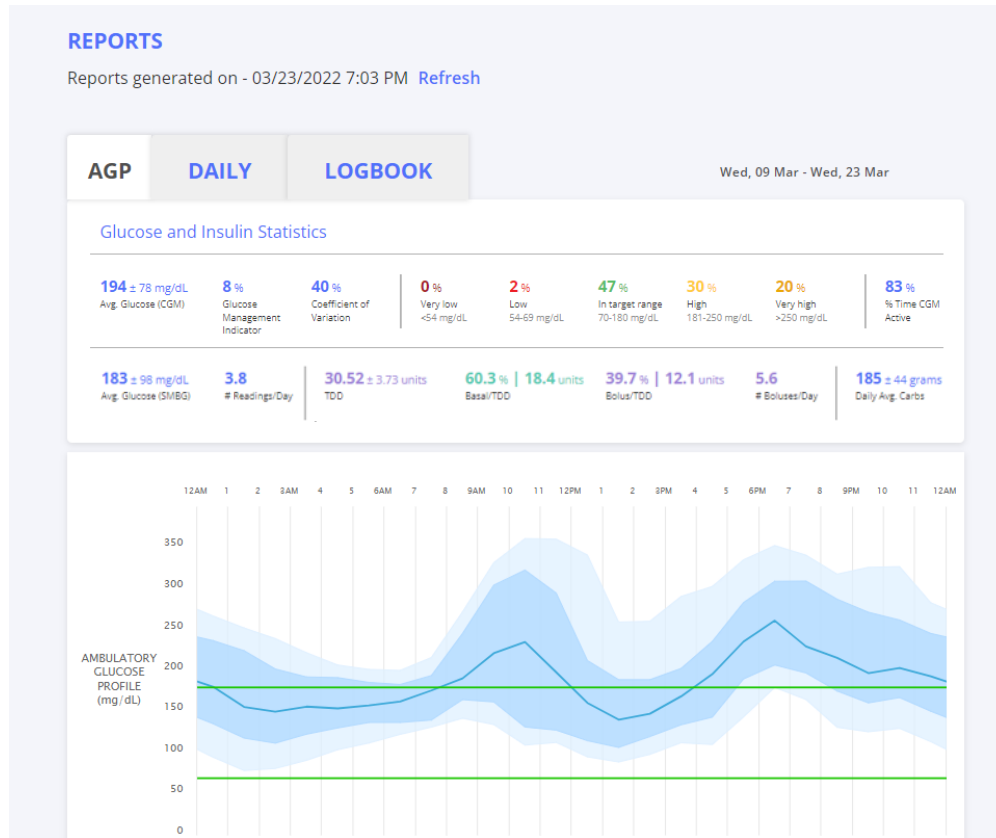 REPORTS
Reports generated on - 03/23/2022 7:03 PM Refresh
AGP DAILY LOGBOOK
Wed, 09 Mar - Wed, 23 Mar
Glucose and Insulin Statistics
194 ± 78 mg/dL 8 % 40 % 0 % 2 % 47 % 30 % 20 % 83 %
Avg. Glucose (CGM) Glucose Coefficient of Very low Low In target range High Very high % Time CGM
Management Variation <54 mg/dL 54-69 mg/dL 70-180 mg/dL 181-250 mg/dL >250 mg/dL Active
Indicator
183 ± 98 mg/dL 3.8 30.52 ± 3.73 units 60.3 % | 18.4 units 39.7 % | 12.1 units 5.6 185 ± 44 grams
Avg. Glucose (SMBG) # Readings/Day TDD Basal/TDD Bolus/TDD # Boluses/Day Daily Avg. Carbs
12AM 1 2 3AM 4 5 6AM 7 8 9AM 10 11 12PM 1 2 3PM 4 5 6PM 7 8 9PM 10 11 12AM
350
300
250
200
150
100
50
0
AMBULATORY
GLUCOSE
PROFILE
(mg/dL)